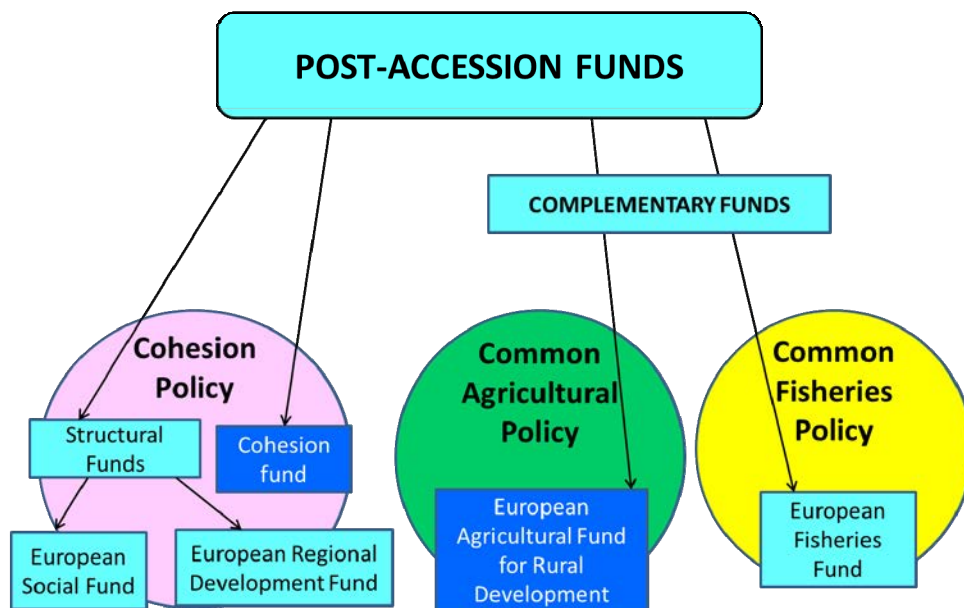 POST-ACCESSION FUNDS
COMPLEMENTARY FUNDS
Cohesion
Policy
Structural
Funds
Cohesion
fund
European
Social Fund
European Regional
Development Fund
Common
Agricultural
Policy
European
Agricultural Fund
for Rural
Development
Common
Fisheries
Policy
European
Fisheries
Fund